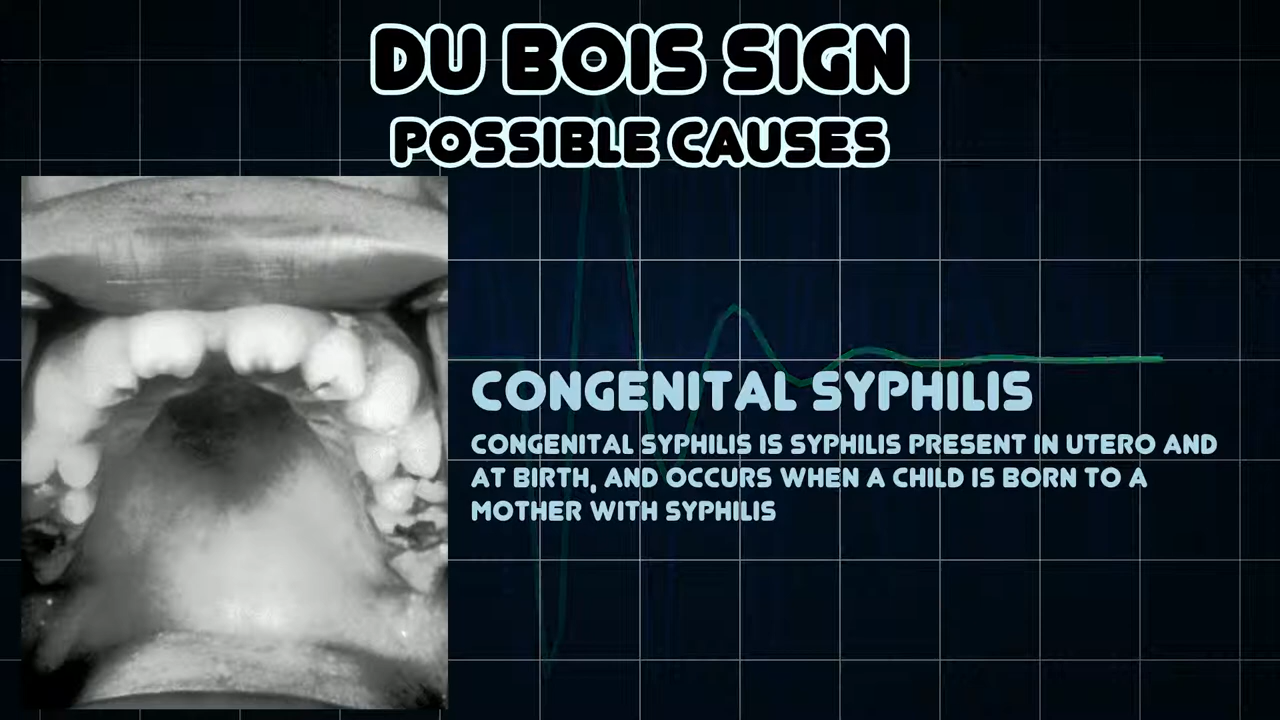 DU BOIS SIGN
POSSIBLE CAUSES
CONGENITAL SYPHILIS
CONGENITAL SYPHILIS IS SYPHILIS PRESENT IN UTERO AND
AT BIRTH, AND OCCURS WHEN A CHILD IS BORN TO A
MOTHER WITH SYPHILIS